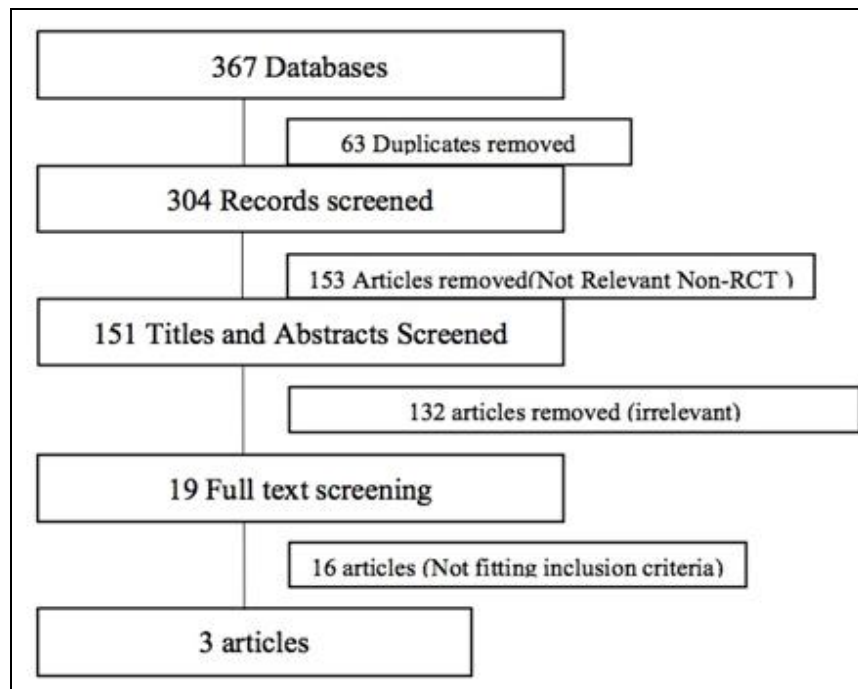 367 Databases
63 Duplicates removed
304 Records screened
153 Articles removed(Not Relevant Non-RCT )
151 Titles and Abstracts Screened
132 articles removed (irrelevant)
19 Full text screening
16 articles (Not fitting inclusion criteria)
3 articles